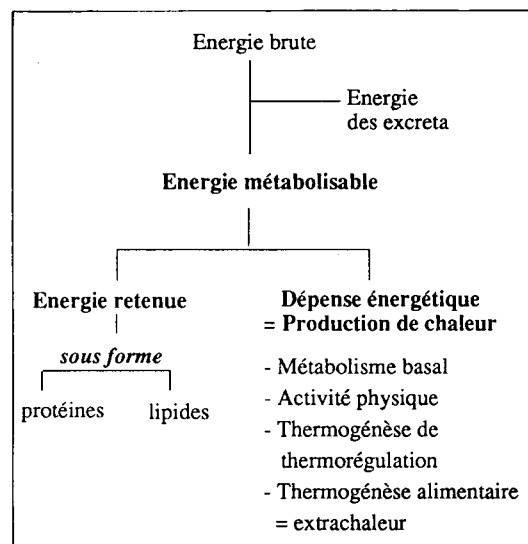 Energie brute
Energie
des excreta
Energie métabolisable
Energie retenue
sous forme
protéines lipides
Dépense énergétique
= Production de chaleur
- Métabolisme basal
- Activité physique
- Thermogénèse de
thermorégulation
- Thermogénèse alimentaire
= extrachaleur